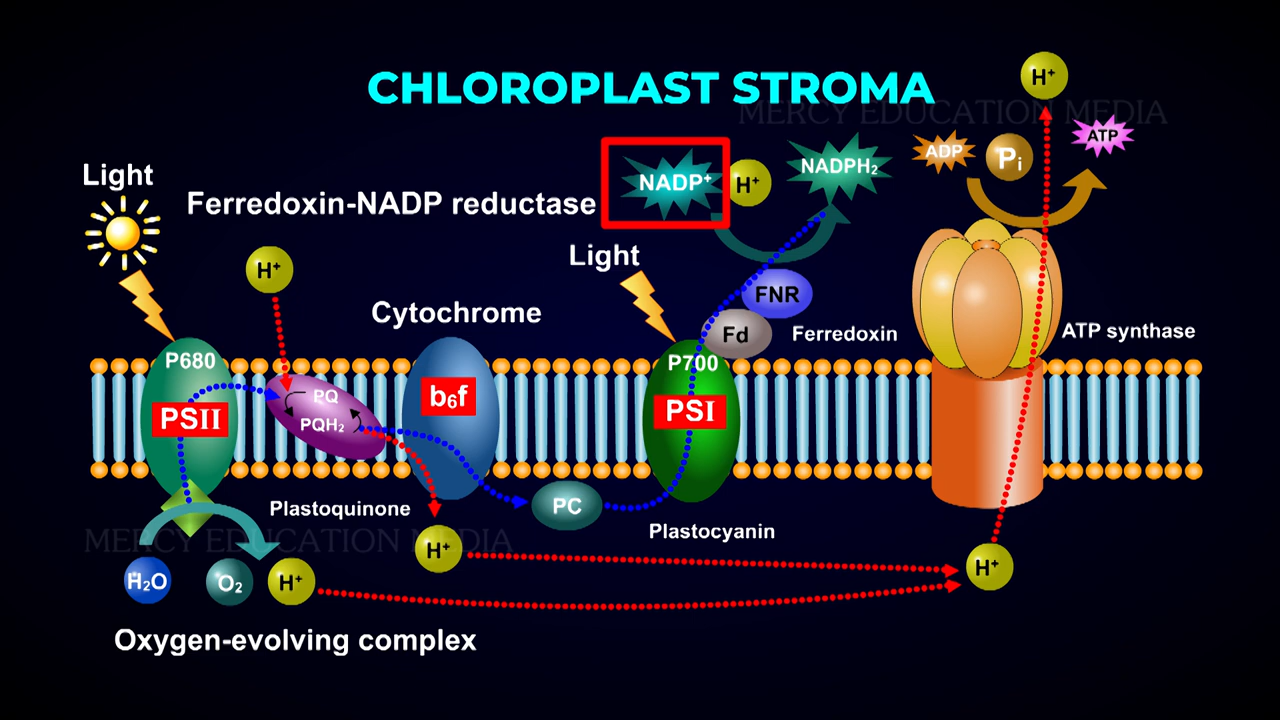 CHLOROPLAST STROMA
H⁺
MERCY EDUCATION MEDIA
ADP
Pᵢ
ATP
Light
NADP⁺
H⁺
NADPH₂
Ferredoxin-NADP reductase
Light
H⁺
FNR
Cytochrome
Fd
Ferredoxin
ATP synthase
P680
P700
PSII
PQ
PQH₂
b₆f
PSI
Plastoquinone
PC
Plastocyanin
MERCY EDUCATION MEDIA
H⁺
H⁺
H₂O
O₂
H⁺
Oxygen-evolving complex